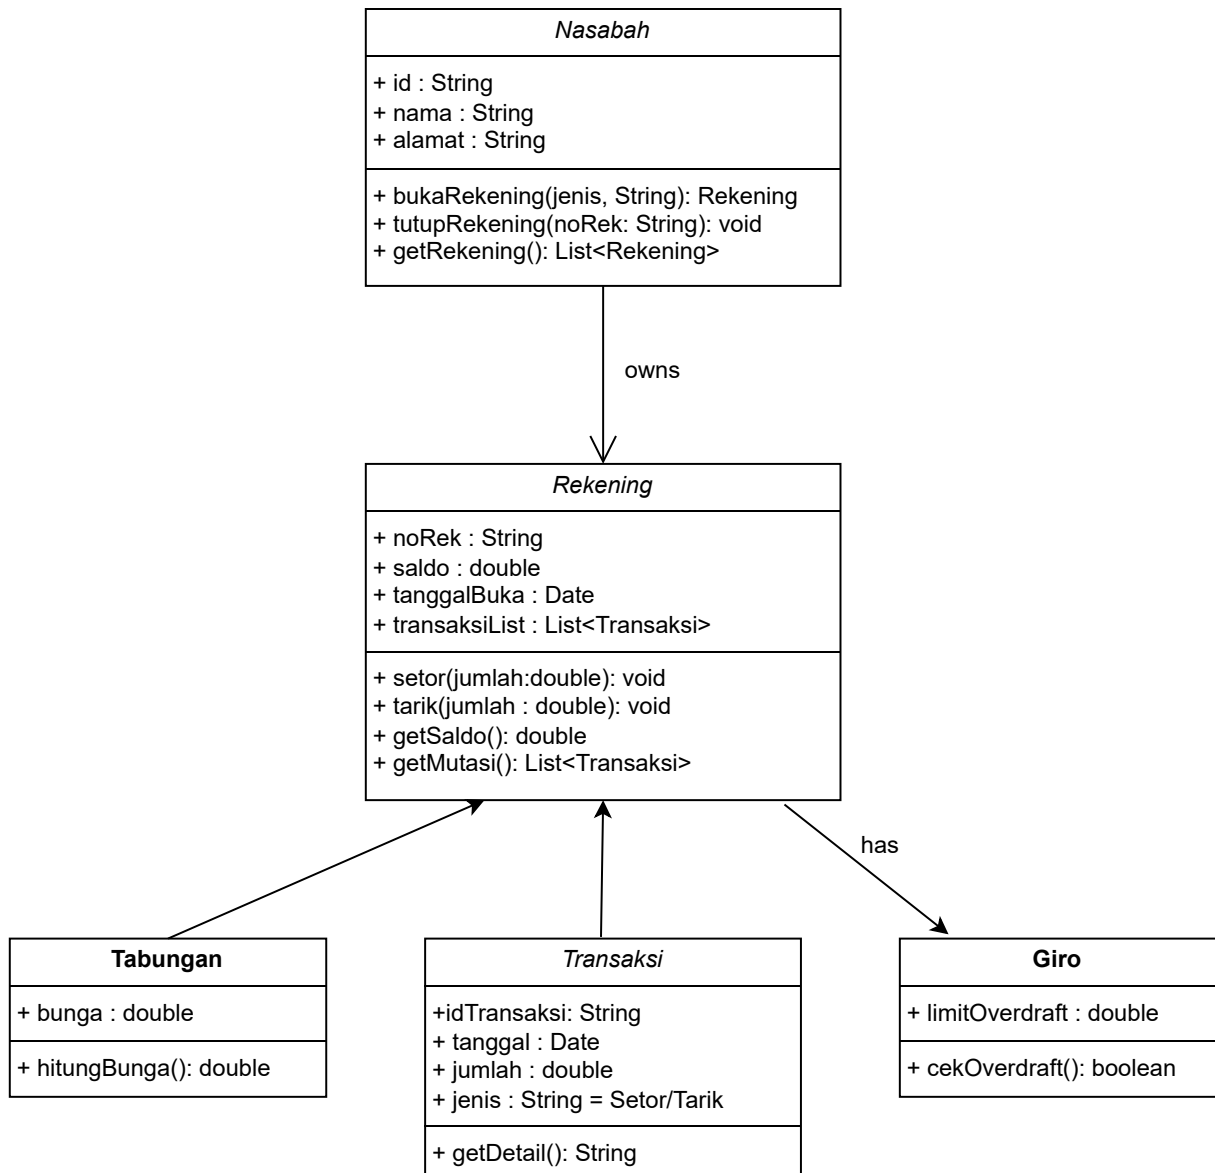 Nasabah
+ id : String
+ nama : String
+ alamat : String
+ bukaRekening(jenis, String): Rekening
+ tutupRekening(noRek: String): void
+ getRekening(): List<Rekening>
owns
Rekening
+ noRek : String
+ saldo : double
+ tanggalBuka : Date
+ transaksiList : List<Transaksi>
+ setor(jumlah:double): void
+ tarik(jumlah : double): void
+ getSaldo(): double
+ getMutasi(): List<Transaksi>
has
Tabungan
+ bunga : double
+ hitungBunga(): double
Transaksi
+idTransaksi: String
+ tanggal : Date
+ jumlah : double
+ jenis : String = Setor/Tarik
+ getDetail(): String
Giro
+ limitOverdraft : double
+ cekOverdraft(): boolean